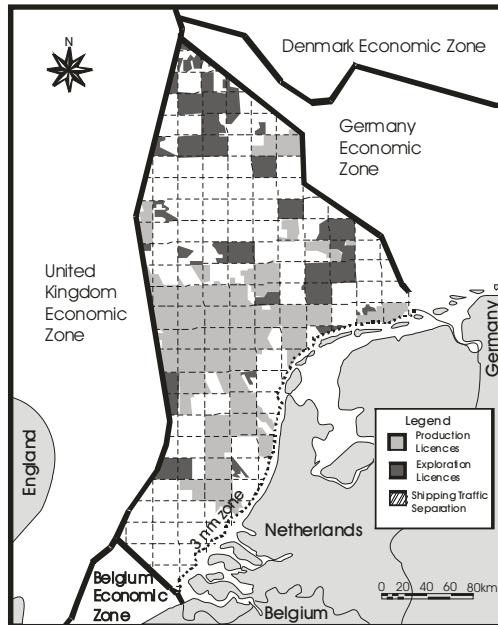 N
Denmark Economic Zone
Germany
Economic
Zone
United
Kingdom
Economic
Zone
Germany
England
Legend
Production
Licences
Exploration
Licences
Shipping Traffic
Separation
3 nm zone
Netherlands
Belgium
Economic
Zone
0 20 40 60 80km
Belgium